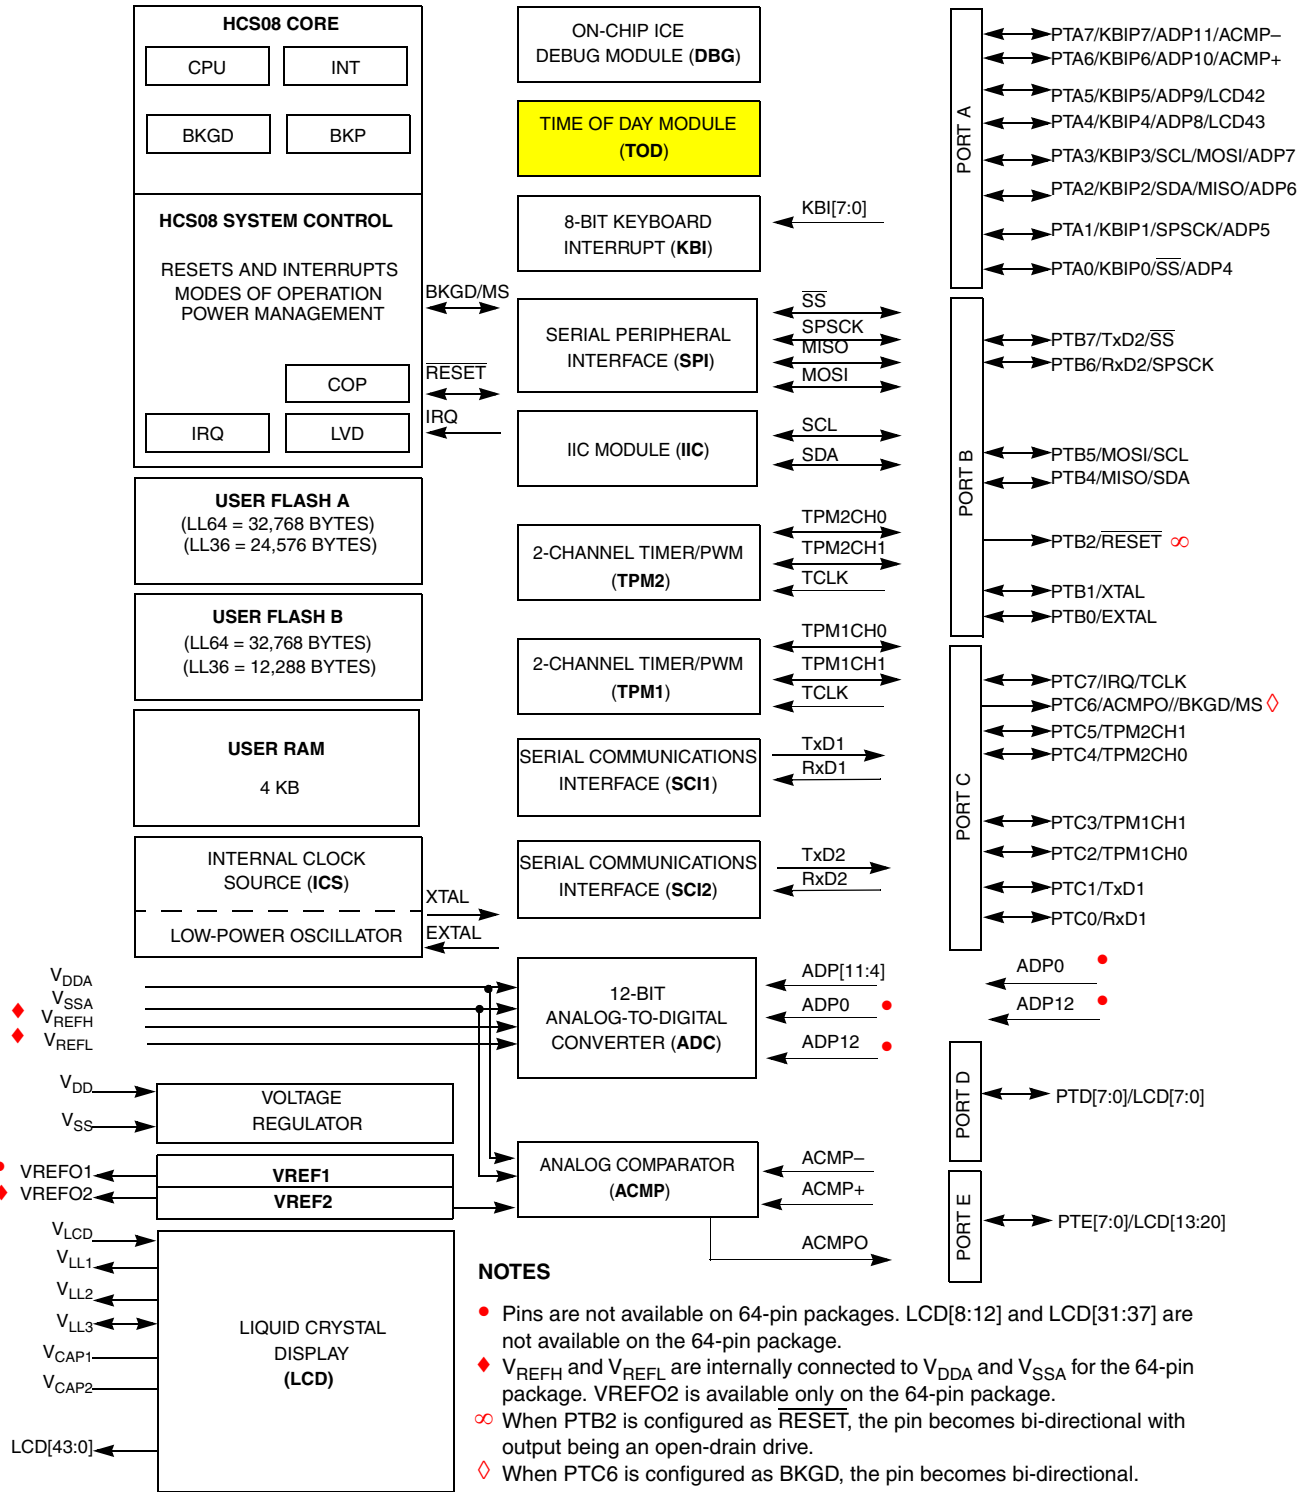 HCS08 CORE
CPU
INT
BKGD
BKP
HCS08 SYSTEM CONTROL
RESETS AND INTERRUPTS
MODES OF OPERATION
POWER MANAGEMENT
COP
IRQ
LVD
BKGD/MS
RESET
IRQ
USER FLASH A
(LL64 = 32,768 BYTES)
(LL36 = 24,576 BYTES)
USER FLASH B
(LL64 = 32,768 BYTES)
(LL36 = 12,288 BYTES)
USER RAM
4 KB
INTERNAL CLOCK
SOURCE (ICS)
LOW-POWER OSCILLATOR
XTAL
EXTAL
VDDA
VSSA
♦ VREFH
♦ VREFL
VDD
VSS
VOLTAGE
REGULATOR
• VREFO1
♦ VREFO2
VREF1
VREF2
VLCD
VLL1
VLL2
VLL3
VCAP1
VCAP2
LCD[43:0]
LIQUID CRYSTAL
DISPLAY
(LCD)
ON-CHIP ICE
DEBUG MODULE (DBG)
TIME OF DAY MODULE
(TOD)
8-BIT KEYBOARD
INTERRUPT (KBI)
KBI[7:0]
SERIAL PERIPHERAL
INTERFACE (SPI)
SS
SPSCK
MISO
MOSI
IIC MODULE (IIC)
SCL
SDA
2-CHANNEL TIMER/PWM
(TPM2)
TPM2CH0
TPM2CH1
TCLK
2-CHANNEL TIMER/PWM
(TPM1)
TPM1CH0
TPM1CH1
TCLK
SERIAL COMMUNICATIONS
INTERFACE (SCI1)
TxD1
RxD1
SERIAL COMMUNICATIONS
INTERFACE (SCI2)
TxD2
RxD2
12-BIT
ANALOG-TO-DIGITAL
CONVERTER (ADC)
ADP[11:4]
ADP0 •
ADP12 •
ANALOG COMPARATOR
(ACMP)
ACMP–
ACMP+
ACMPO
PORT A
PTA7/KBIP7/ADP11/ACMP–
PTA6/KBIP6/ADP10/ACMP+
PTA5/KBIP5/ADP9/LCD42
PTA4/KBIP4/ADP8/LCD43
PTA3/KBIP3/SCL/MOSI/ADP7
PTA2/KBIP2/SDA/MISO/ADP6
PTA1/KBIP1/SPSCK/ADP5
PTA0/KBIP0/SS/ADP4
PORT B
PTB7/TxD2/SS
PTB6/RxD2/SPSCK
PTB5/MOSI/SCL
PTB4/MISO/SDA
PTB2/RESET ∞
PTB1/XTAL
PTB0/EXTAL
PORT C
PTC7/IRQ/TCLK
PTC6/ACMPO//BKGD/MS ◊
PTC5/TPM2CH1
PTC4/TPM2CH0
PTC3/TPM1CH1
PTC2/TPM1CH0
PTC1/TxD1
PTC0/RxD1
ADP0 •
ADP12 •
PORT D
PTD[7:0]/LCD[7:0]
PORT E
PTE[7:0]/LCD[13:20]
NOTES
• Pins are not available on 64-pin packages. LCD[8:12] and LCD[31:37] are
not available on the 64-pin package.
♦ VREFH and VREFL are internally connected to VDDA and VSSA for the 64-pin
package. VREFO2 is available only on the 64-pin package.
∞ When PTB2 is configured as RESET, the pin becomes bi-directional with
output being an open-drain drive.
◊ When PTC6 is configured as BKGD, the pin becomes bi-directional.